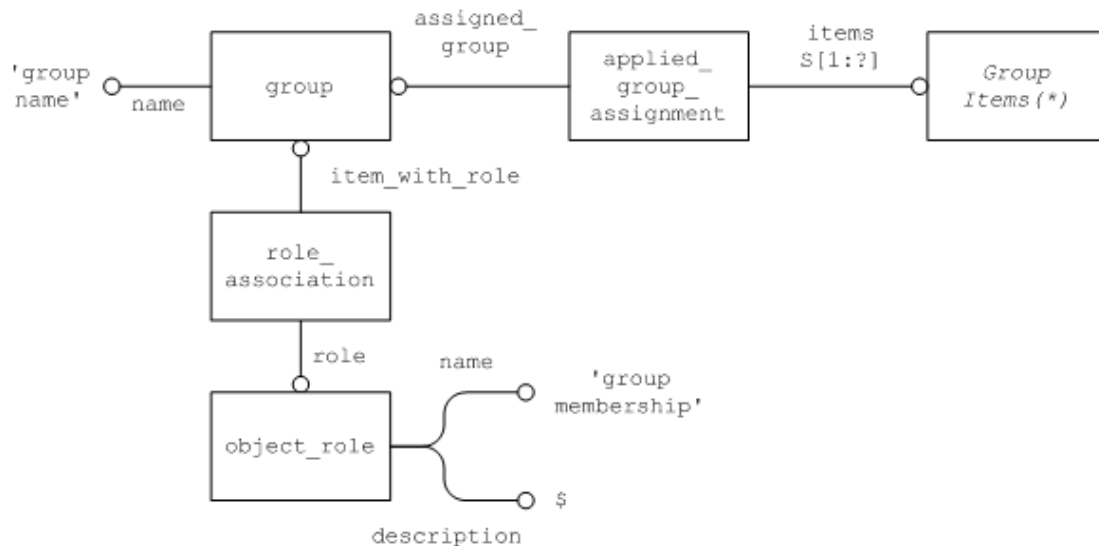 assigned_
group
items
S[1:?]
'group
name'
name
group
applied_
group_
assignment
Group
Items(*)
item_with_role
role_
association
role
name
'group
membership'
object_role
$
description